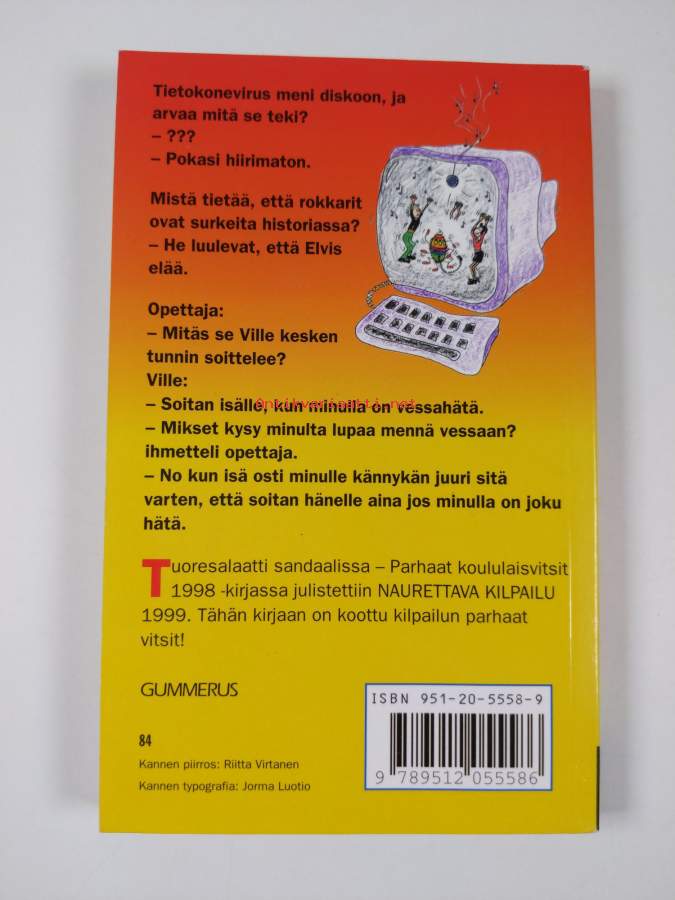 Tietokonevirus meni diskoon, ja
arvaa mitä se teki?
– ???
– Pokasi hiirimaton.
Mistä tietää, että rokkarit
ovat surkeita historiassa?
– He luulevat, että Elvis
elää.
Opettaja:
– Mitäs se Ville kesken
tunnin soittelee?
Ville:
– Soitan isälle, kun minulla on vessahätä.
Antikvariaatti.net
– Mikset kysy minulta lupaa mennä vessaan?
ihmetteli opettaja.
– No kun isä osti minulle kännykän juuri sitä
varten, että soitan hänelle aina jos minulla on joku
hätä.
Tuoresalaatti sandaalissa – Parhaat koululaisvitsit
1998 -kirjassa julistettiin NAURETTAVA KILPAILU
1999. Tähän kirjaan on koottu kilpailun parhaat
vitsit!
GUMMERUS
ISBN 951-20-5558-9
84
Kannen piirros: Riitta Virtanen
Kannen typografia: Jorma Luotio
9 789512 055586